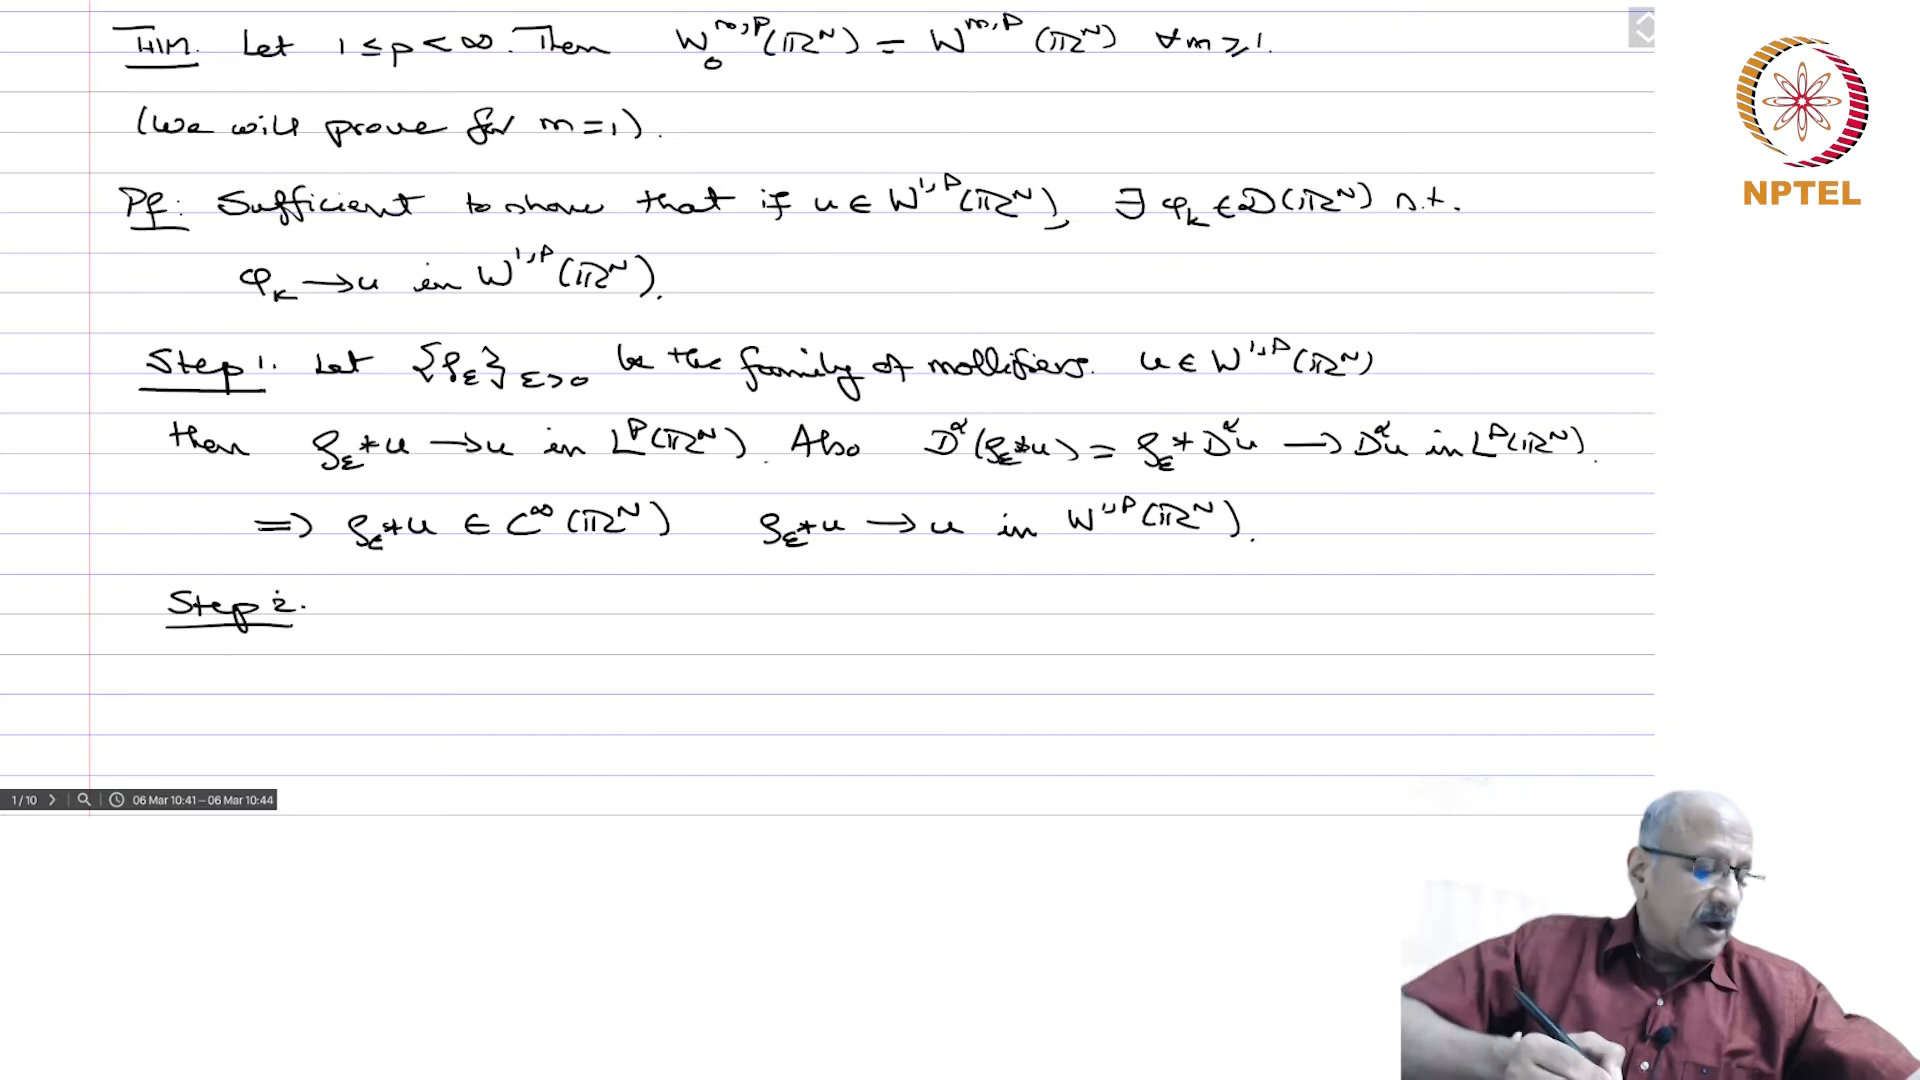 THM. Let 1 ≤ p < ∞. Then W₀^{m,p}(ℝ^N) = W^{m,p}(ℝ^N) ∀ m ≥ 1.
(We will prove for m = 1).
Pf: Sufficient to show that if u ∈ W^{1,p}(ℝ^N), ∃ φ_k ∈ D(ℝ^N) s.t.
φ_k → u in W^{1,p}(ℝ^N).
Step 1. Let {ρ_ε}_{ε>0} be the family of mollifiers. u ∈ W^{1,p}(ℝ^N)
then ρ_ε * u → u in L^p(ℝ^N). Also D^α(ρ_ε * u) = ρ_ε * D^α u → D^α u in L^p(ℝ^N).
⇒ ρ_ε * u ∈ C^∞(ℝ^N) ρ_ε * u → u in W^{1,p}(ℝ^N).
Step 2.
NPTEL
1 / 10 06 Mar 10:41 – 06 Mar 10:44